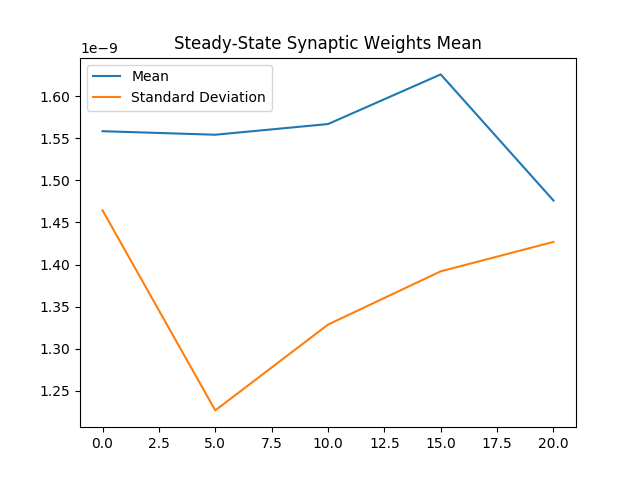 Steady-State Synaptic Weights Mean
1e−9
Mean
Standard Deviation
1.60
1.55
1.50
1.45
1.40
1.35
1.30
1.25
0.0 2.5 5.0 7.5 10.0 12.5 15.0 17.5 20.0